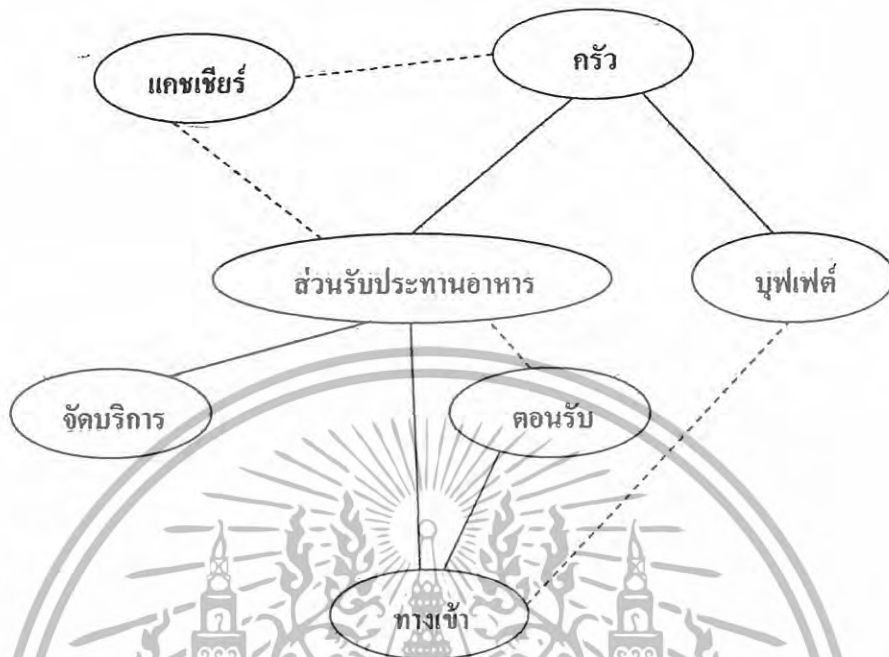 แคชเชียร์
ครัว
ส่วนรับประทานอาหาร
บุฟเฟต์
จัดบริการ
ตอนรับ
ทางเข้า